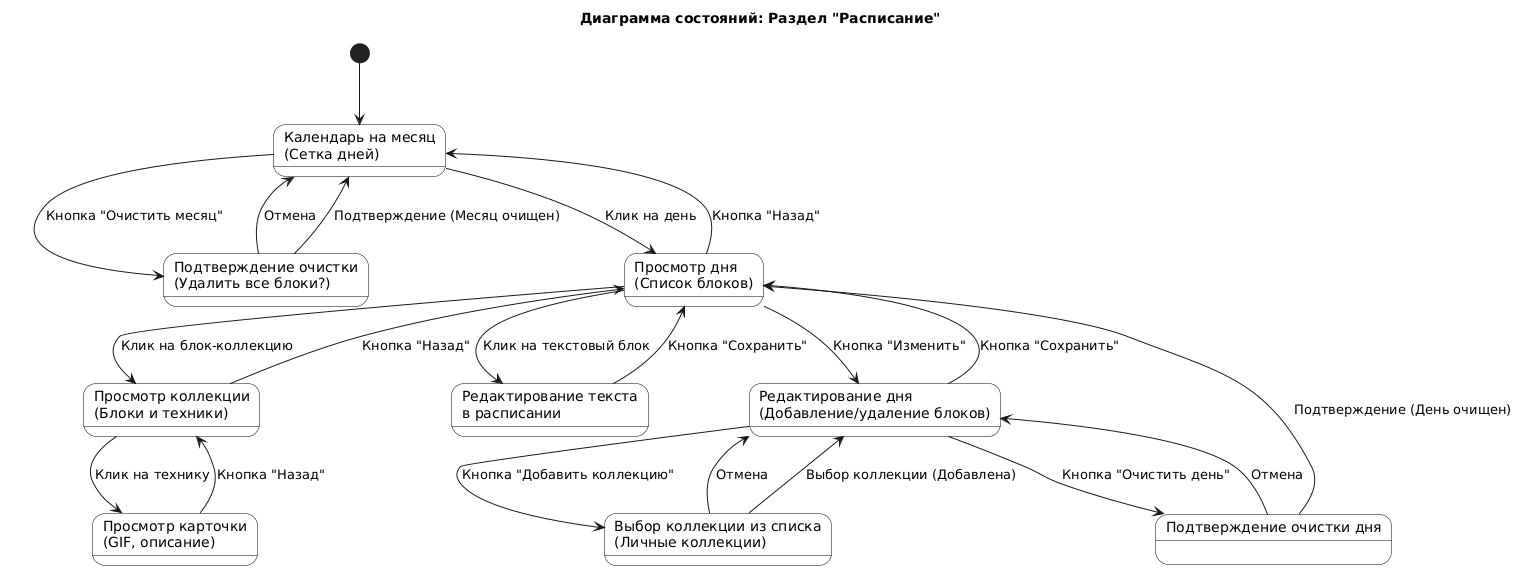 Диаграмма состояний: Раздел "Расписание"
Календарь на месяц
(Сетка дней)
Кнопка "Очистить месяц"
Отмена
Подтверждение (Месяц очищен)
Клик на день
Кнопка "Назад"
Подтверждение очистки
(Удалить все блоки?)
Просмотр дня
(Список блоков)
Клик на блок-коллекцию
Кнопка "Назад"
Клик на текстовый блок
Кнопка "Сохранить"
Кнопка "Изменить"
Кнопка "Сохранить"
Просмотр коллекции
(Блоки и техники)
Редактирование текста
в расписании
Редактирование дня
(Добавление/удаление блоков)
Подтверждение (День очищен)
Клик на технику
Кнопка "Назад"
Кнопка "Добавить коллекцию"
Отмена
Выбор коллекции (Добавлена)
Кнопка "Очистить день"
Отмена
Просмотр карточки
(GIF, описание)
Выбор коллекции из списка
(Личные коллекции)
Подтверждение очистки дня